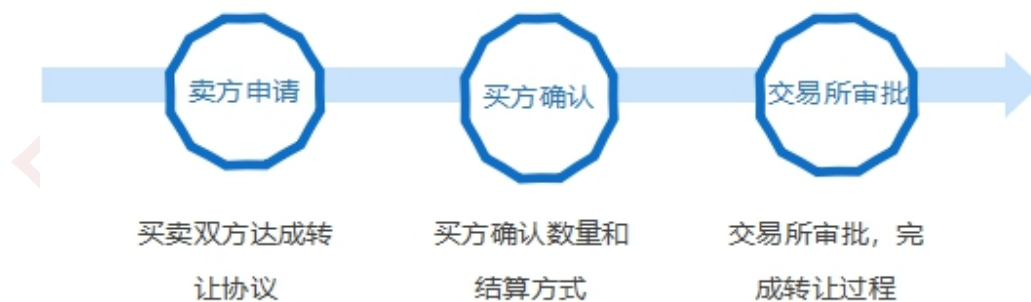 卖方申请
买方确认
交易所审批
买卖双方达成转
让协议
买方确认数量和
结算方式
交易所审批，完
成转让过程